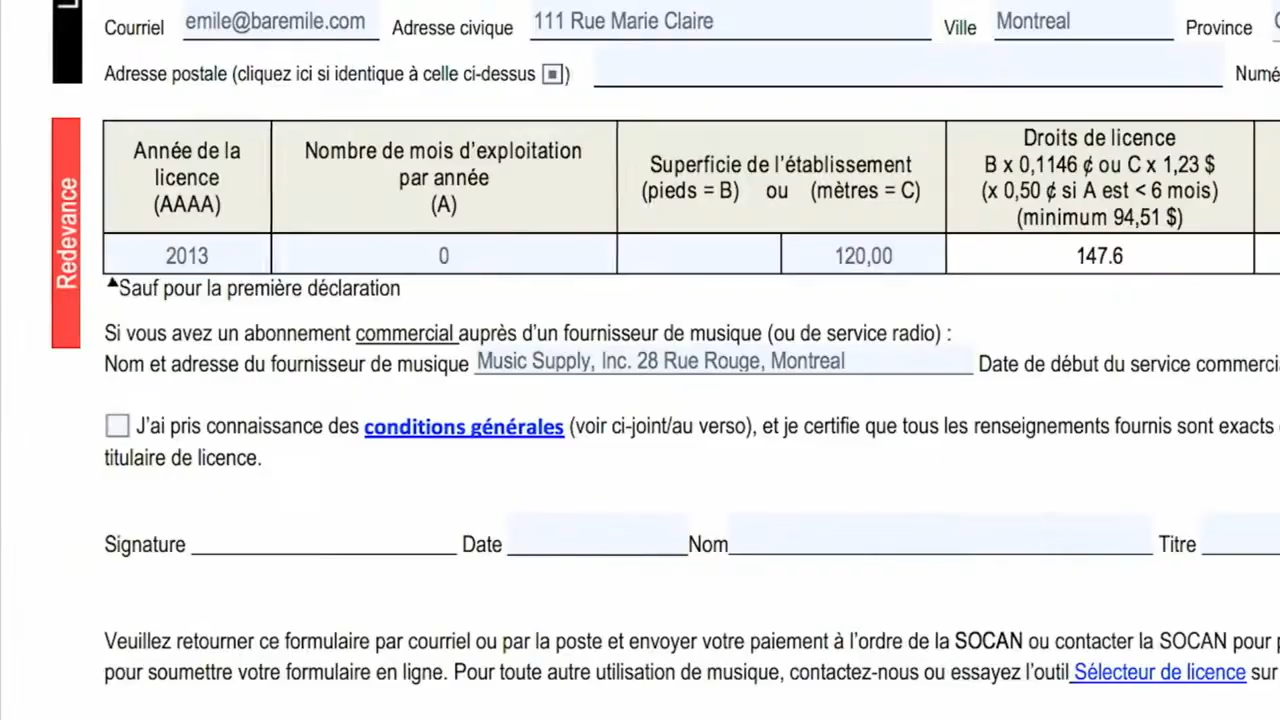 Courriel emile@baremile.com Adresse civique 111 Rue Marie Claire Ville Montreal Province
Adresse postale (cliquez ici si identique à celle ci-dessus ) Numé
Redevance
Année de la licence (AAAA)
Nombre de mois d'exploitation par année (A)
Superficie de l'établissement (pieds = B) ou (mètres = C)
Droits de licence
B x 0,1146 ¢ ou C x 1,23 $
(x 0,50 ¢ si A est < 6 mois)
(minimum 94,51 $)
2013 0 120,00 147.6
▲Sauf pour la première déclaration
Si vous avez un abonnement commercial auprès d'un fournisseur de musique (ou de service radio) :
Nom et adresse du fournisseur de musique Music Supply, Inc. 28 Rue Rouge, Montreal Date de début du service commercia
J'ai pris connaissance des conditions générales (voir ci-joint/au verso), et je certifie que tous les renseignements fournis sont exacts
titulaire de licence.
Signature Date Nom Titre
Veuillez retourner ce formulaire par courriel ou par la poste et envoyer votre paiement à l'ordre de la SOCAN ou contacter la SOCAN pour p
pour soumettre votre formulaire en ligne. Pour toute autre utilisation de musique, contactez-nous ou essayez l'outil Sélecteur de licence sur